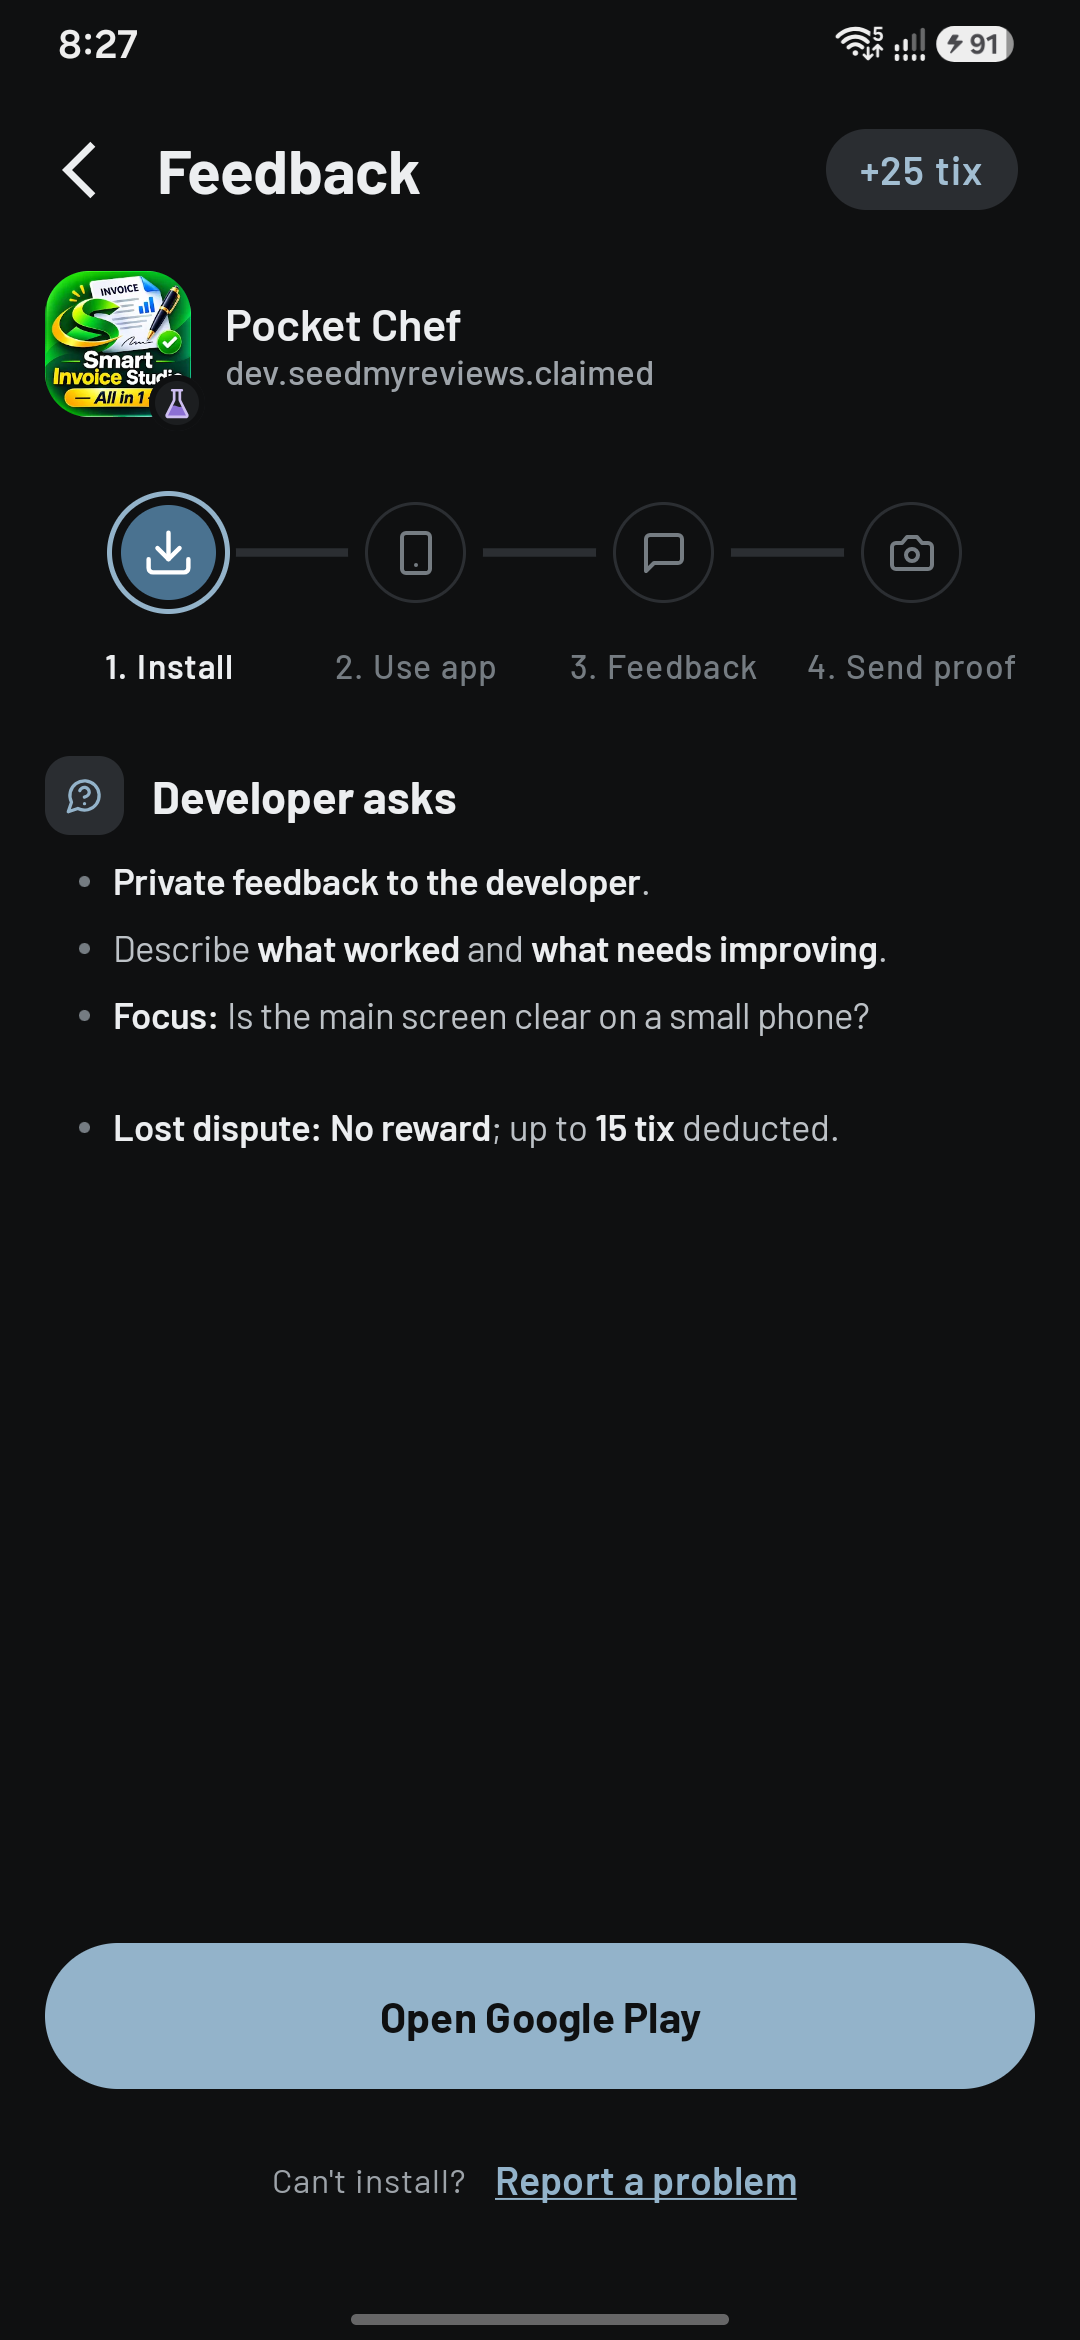 8:27
5
91
Feedback
+25 tix
INVOICE
Smart
Invoice Studio
All in 1
Pocket Chef
dev.seedmyreviews.claimed
1. Install
2. Use app
3. Feedback
4. Send proof
Developer asks
Private feedback to the developer.
Describe what worked and what needs improving.
Focus: Is the main screen clear on a small phone?
Lost dispute: No reward; up to 15 tix deducted.
Open Google Play
Can't install? Report a problem